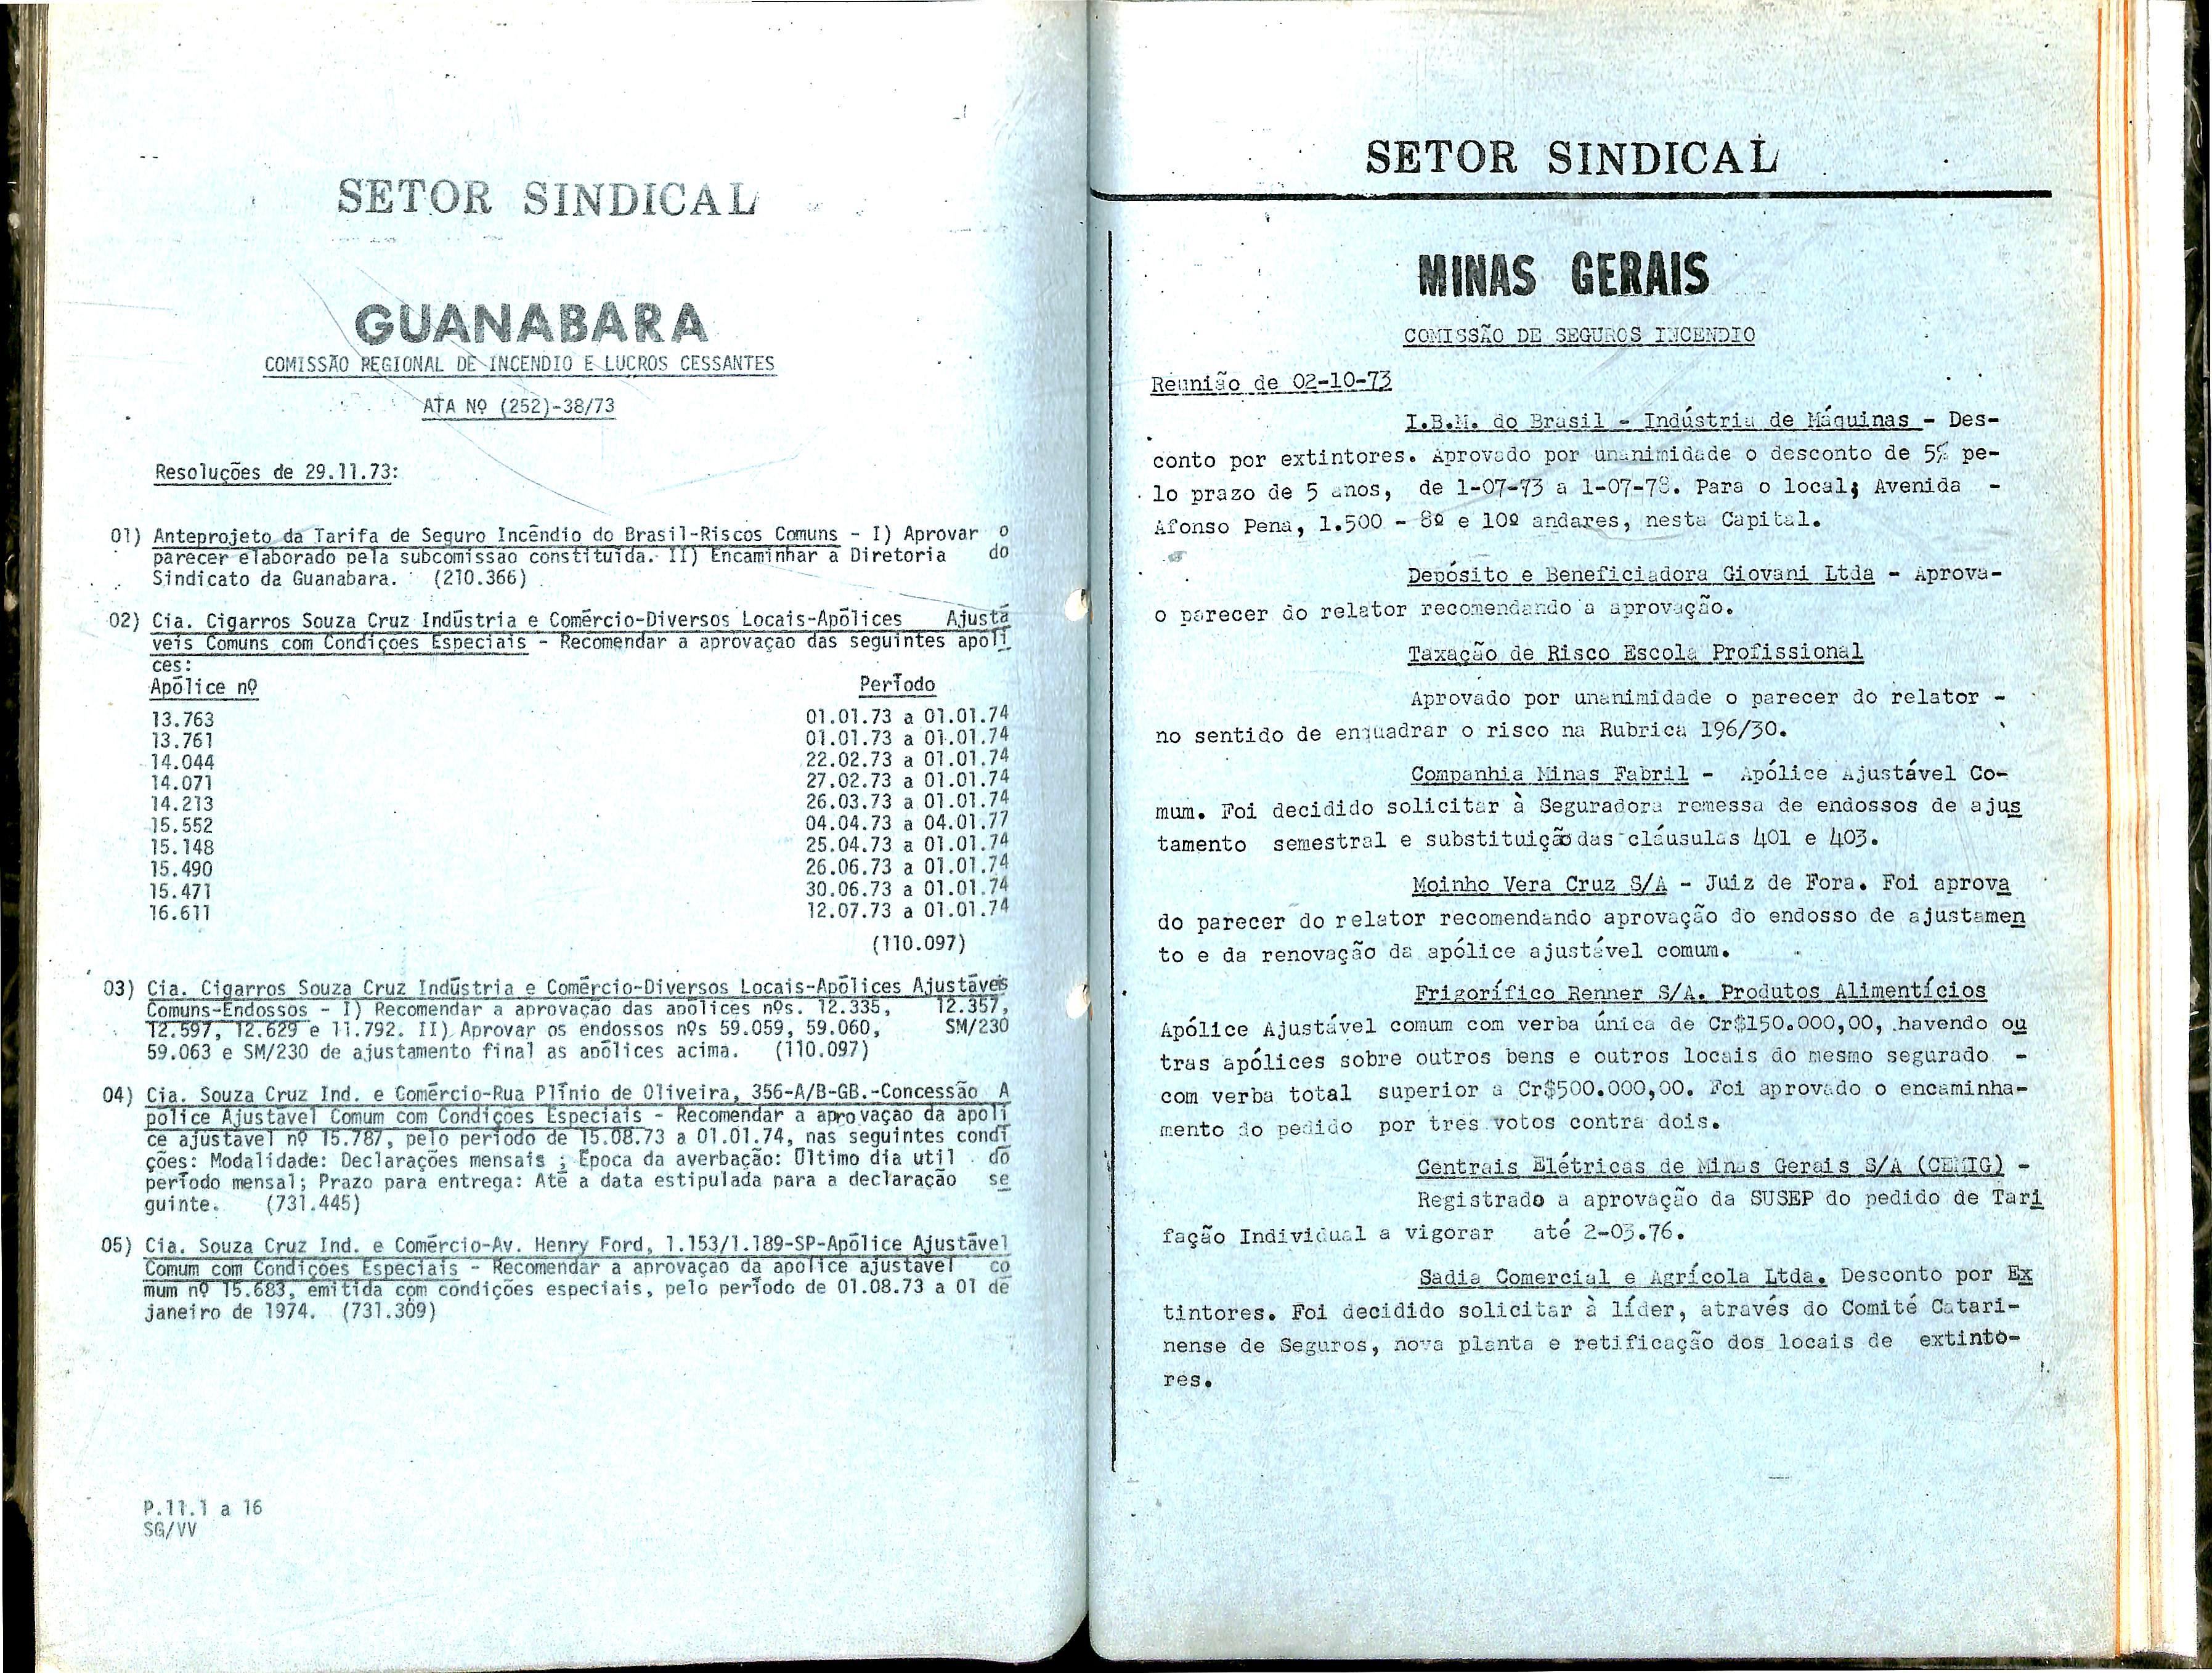 SETOR SINDICAL
GUANABARA
COMISSÃO REGIONAL DE INCENDIO E LUCROS CESSANTES
ATA Nº (252)-38/73
Resoluções de 29.11.73:
01) Anteprojeto da Tarifa de Seguro Incêndio do Brasil-Riscos Comuns - I) Aprovar o
parecer elaborado pela subcomissão constituída. II) Encaminhar à Diretoria do
Sindicato da Guanabara. (210.366)
02) Cia. Cigarros Souza Cruz Indústria e Comércio-Diversos Locais-Apólices Ajustá
veis Comuns com Condições Especiais - Recomendar a aprovação das seguintes apóli
ces:
Apólice nº Período
13.763 01.01.73 a 01.01.74
13.761 01.01.73 a 01.01.74
14.044 22.02.73 a 01.01.74
14.071 27.02.73 a 01.01.74
14.213 26.03.73 a 01.01.74
15.552 04.04.73 a 04.01.77
15.148 25.04.73 a 01.01.74
15.490 26.06.73 a 01.01.74
15.471 30.06.73 a 01.01.74
16.611 12.07.73 a 01.01.74
(110.097)
03) Cia. Cigarros Souza Cruz Indústria e Comércio-Diversos Locais-Apólices Ajustáveis
Comuns-Endossos - I) Recomendar a aprovação das apólices nºs. 12.335, 12.357,
12.597, 12.629 e 11.792. II) Aprovar os endossos nºs 59.059, 59.060, SM/230
59.063 e SM/230 de ajustamento final as apólices acima. (110.097)
04) Cia. Souza Cruz Ind. e Comércio-Rua Plínio de Oliveira, 356-A/B-GB.-Concessão A
pólice Ajustável Comum com Condições Especiais - Recomendar a aprovação da apóli
ce ajustável nº 15.787, pelo período de 15.08.73 a 01.01.74, nas seguintes condi
ções: Modalidade: Declarações mensais ; Época da averbação: Último dia util do
período mensal; Prazo para entrega: Até a data estipulada para a declaração se
guinte. (731.445)
05) Cia. Souza Cruz Ind. e Comércio-Av. Henry Ford, 1.153/1.189-SP-Apólice Ajustável
Comum com Condições Especiais - Recomendar a aprovação da apólice ajustável co
mum nº 15.683, emitida com condições especiais, pelo período de 01.08.73 a 01 de
janeiro de 1974. (731.309)
P.11.1 a 16
SG/VV
SETOR SINDICAL
MINAS GERAIS
COMISSÃO DE SEGUROS INCENDIO
Reunião de 02-10-73
I.B.M. do Brasil - Indústria de Máquinas - Des-
conto por extintores. Aprovado por unanimidade o desconto de 5% pe-
lo prazo de 5 anos, de 1-07-73 a 1-07-78. Para o local; Avenida -
Afonso Pena, 1.500 - 8º e 10º andares, nesta Capital.
Depósito e Beneficiadora Giovani Ltda - Aprova-
o parecer do relator recomendando a aprovação.
Taxação de Risco Escola Profissional
Aprovado por unanimidade o parecer do relator -
no sentido de enquadrar o risco na Rubrica 196/30.
Companhia Minas Fabril - Apólice Ajustável Co-
mum. Foi decidido solicitar à Seguradora remessa de endossos de ajus
tamento semestral e substituição das cláusulas 401 e 403.
Moinho Vera Cruz S/A - Juiz de Fora. Foi aprova
do parecer do relator recomendando aprovação do endosso de ajustamen
to e da renovação da apólice ajustável comum.
Frigorífico Renner S/A. Produtos Alimentícios
Apólice Ajustável comum com verba única de Cr$150.000,00, havendo ou
tras apólices sobre outros bens e outros locais do mesmo segurado -
com verba total superior a Cr$500.000,00. Foi aprovado o encaminha-
mento do pedido por tres votos contra dois.
Centrais Elétricas de Minas Gerais S/A (CEMIG) -
Registrado a aprovação da SUSEP do pedido de Tari
fação Individual a vigorar até 2-03.76.
Sadia Comercial e Agrícola Ltda. Desconto por Ex
tintores. Foi decidido solicitar à líder, através do Comité Catari-
nense de Seguros, nova planta e retificação dos locais de extinto-
res.